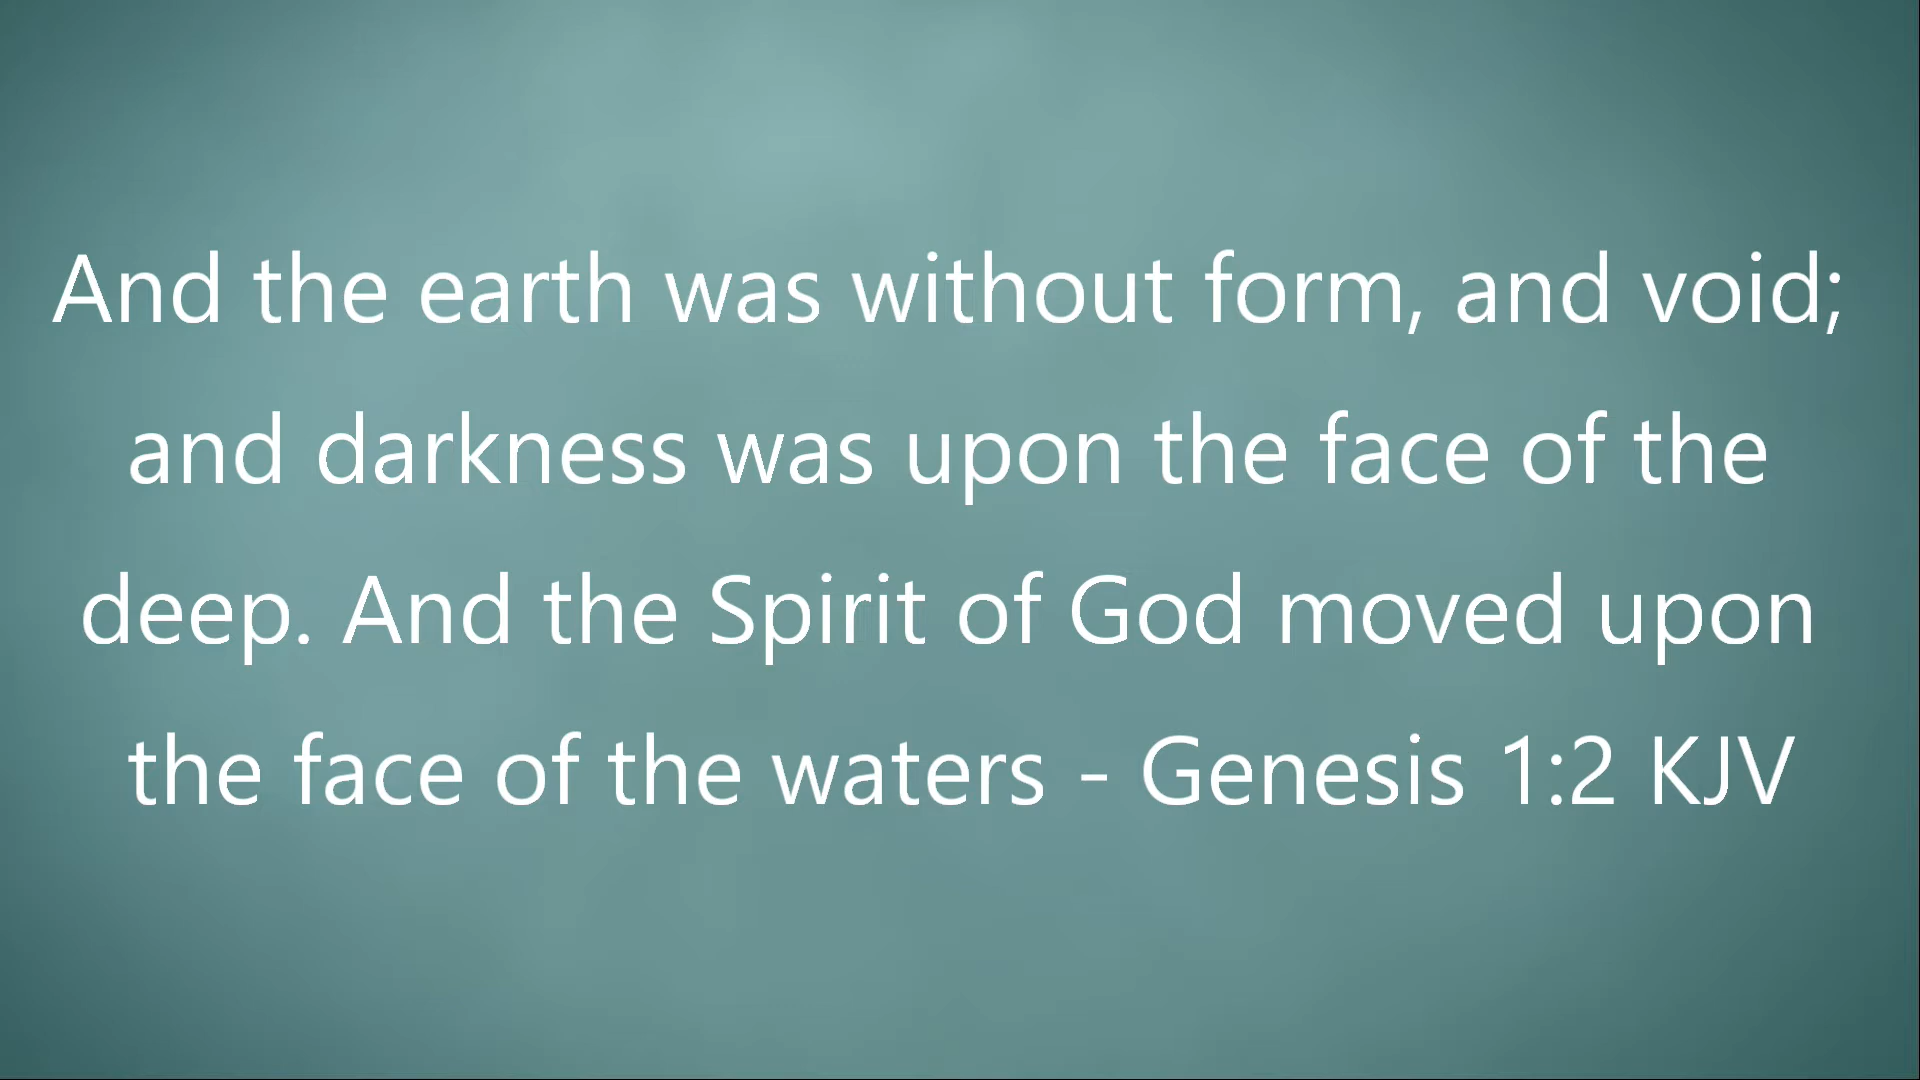 And the earth was without form, and void;
and darkness was upon the face of the
deep. And the Spirit of God moved upon
the face of the waters - Genesis 1:2 KJV